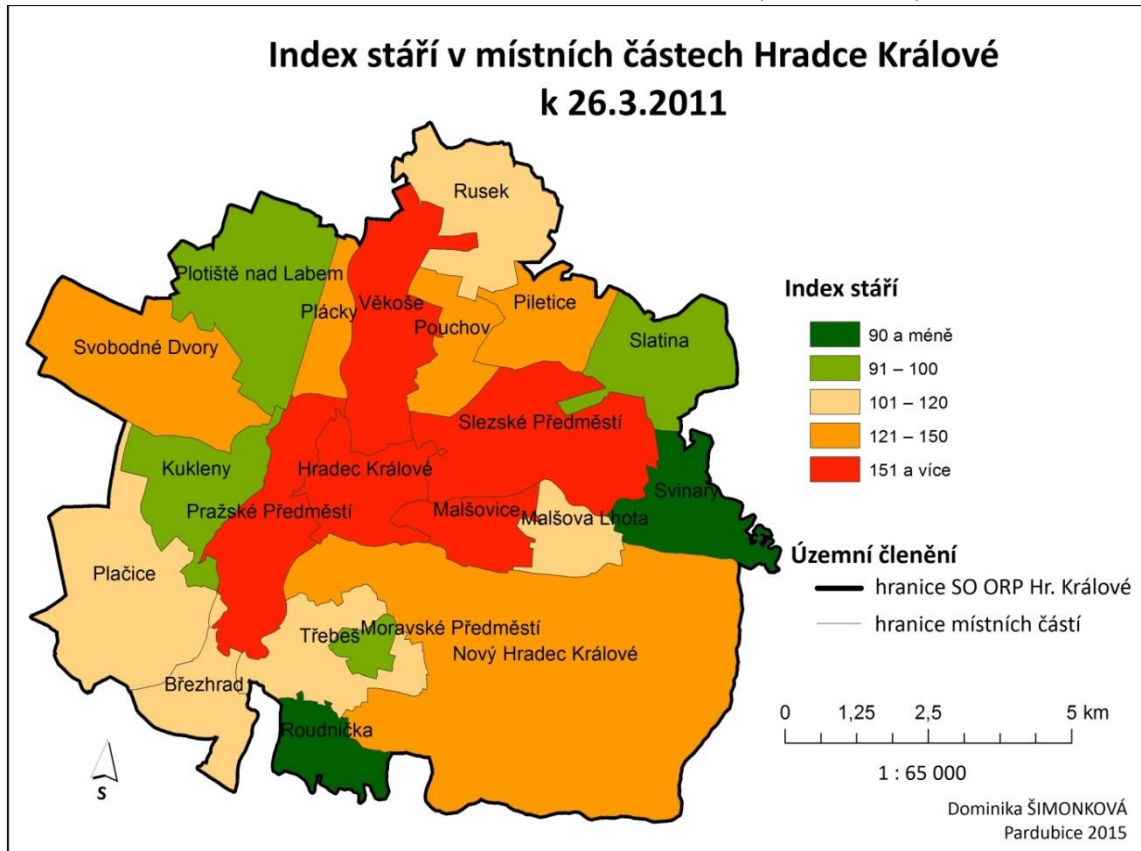 Index stáří v místních částech Hradce Králové
k 26.3.2011
Rusek
Plotiště nad Labem
Plácky
Věkoše
Pouchov
Piletice
Slatina
Svobodné Dvory
Slezské Předměstí
Kukleny
Hradec Králové
Svinary
Pražské Předměstí
Malšovice
Malšova Lhota
Plačice
Třebeš
Moravské Předměstí
Nový Hradec Králové
Březhrad
Roudnička
Index stáří
90 a méně
91 – 100
101 – 120
121 – 150
151 a více
Územní členění
hranice SO ORP Hr. Králové
hranice místních částí
0 1,25 2,5 5 km
1 : 65 000
S
Dominika ŠIMONKOVÁ
Pardubice 2015